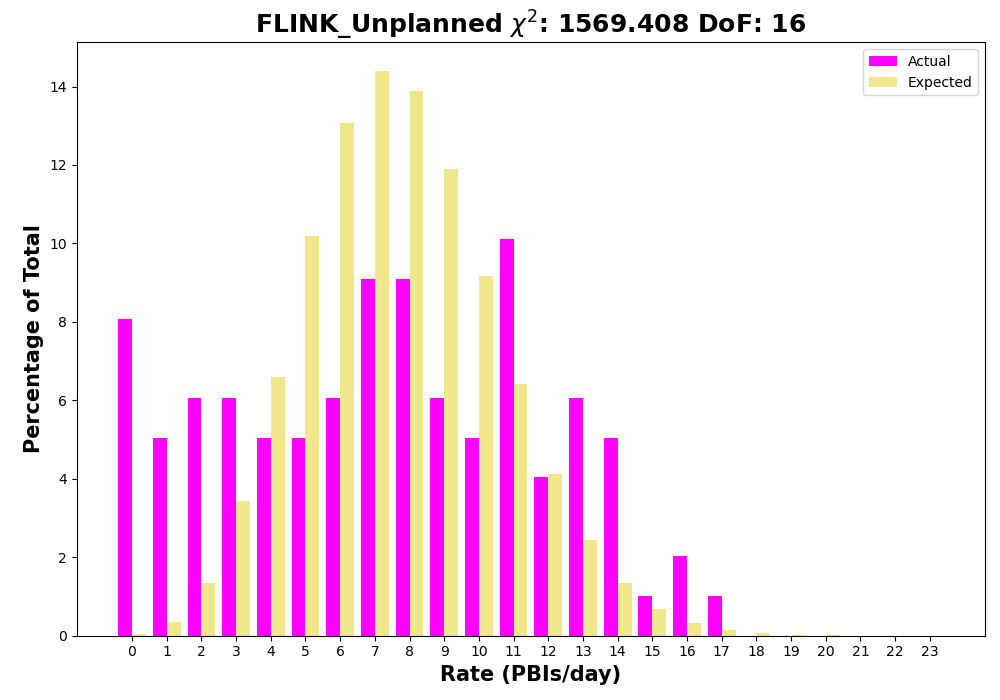 FLINK_Unplanned χ²: 1569.408 DoF: 16
Actual
Expected
Percentage of Total
14
12
10
8
6
4
2
0
0 1 2 3 4 5 6 7 8 9 10 11 12 13 14 15 16 17 18 19 20 21 22 23
Rate (PBIs/day)